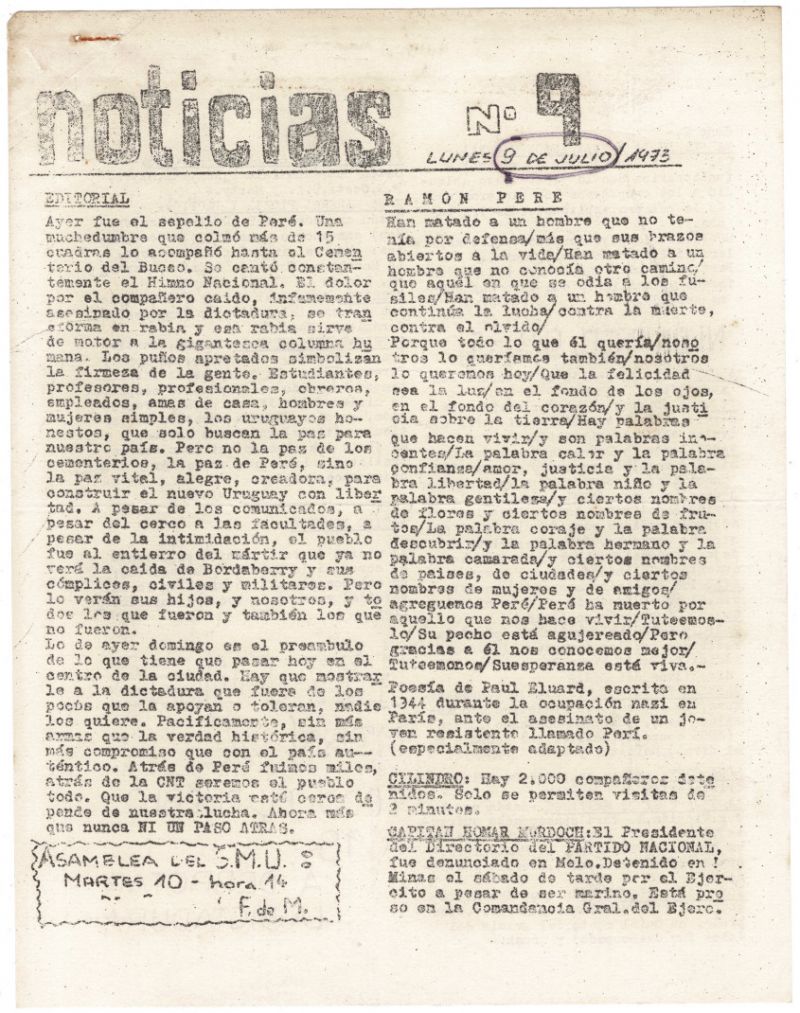 noticias Nº 9
LUNES 9 DE JULIO/1973
EDITORIAL
Ayer fue el sepelio de Peré. Una
muchedumbre que colmó más de 15
cuadras lo acompañó hasta el Cemen
terio del Buceo. Se cantó constan-
temente el Himno Nacional. El dolor
por el compañero caido, infamemente
asesinado por la dictadura, se tran
sforma en rabia y esa rabia sirve
de motor a la gigantesca columna hu
mana. Los puños apretados simbolizan
la firmeza de la gente. Estudiantes,
profesores, profesionales, obreros,
empleados, amas de casa, hombres y
mujeres simples, los uruguayos ho-
nestos, que solo buscan la paz para
nuestro país. Pero no la paz de los
cementerios, la paz de Peré, sino
la paz vital, alegre, creadora, para
construir el nuevo Uruguay con liber
tad. A pesar de los comunicados, a
pesar del cerco a las facultades, a
pesar de la intimidación, el pueblo
fue al entierro del mártir que ya no
verá la caida de Bordaberry y sus
cómplices, civiles y militares. Pero
lo verán sus hijos, y nosotros, y to
dos los que fueron y también los que
no fueron.
Lo de ayer domingo es el preambulo
de lo que tiene que pasar hoy en el
centro de la ciudad. Hay que mostrar
le a la dictadura que fuera de los
pocos que la apoyan o toleran, nadie
los quiere. Pacificamente, sin más
armas que la verdad histórica, sin
más compromiso que con el país au--
téntico. Atrás de Peré fuimos miles,
atrás de la CNT seremos el pueblo
todo. Que la victoria esté cerca de
pende de nuestra lucha. Ahora más
que nunca NI UN PASO ATRAS.
ASAMBLEA DEL S.M.U. :
MARTES 10 - hora 14
F. de M.
RAMÓN PERE
Han matado a un hombre que no te-
nía por defensa/más que sus brazos
abiertos a la vida/Han matado a un
hombre que no conocía otro camino/
que aquél en que se odia a los fu-
siles/Han matado a un hombre que
continúa la lucha/contra la muerte,
contra el olvido/
Porque todo lo que él quería/noso
tros lo queríamos también/nosotros
lo queremos hoy/Que la felicidad
sea la luz/en el fondo de los ojos,
en el fondo del corazón/y la justi
cia sobre la tierra/Hay palabras
que hacen vivir/y son palabras ino-
centes/La palabra calor y la palabra
confianza/amor, justicia y la pala-
bra libertad/la palabra niño y la
palabra gentileza/y ciertos nombres
de flores y ciertos nombres de fru-
tos/La palabra coraje y la palabra
descubrir/y la palabra hermano y la
palabra camarada/y ciertos nombres
de paises, de ciudades/y ciertos
nombres de mujeres y de amigos/
agreguemos Peré/Peré ha muerto por
aquello que nos hace vivir/Tuteemos-
lo/Su pecho está agujereado/Pero
gracias a él nos conocemos mejor/
Tuteemonos/Suesperanza está viva.-
Poesía de Paul Eluard, escrita en
1944 durante la ocupación nazi en
París, ante el asesinato de un jo-
ven resistente llamado Perí.
(especialmente adaptado)
CILINDRO: Hay 2.000 compañeros dete
nidos. Solo se permiten visitas de
2 minutos.
CAPITAN HOMAR MURDOCH:El Presidente
del Directorio del PARTIDO NACIONAL,
fue denunciado en Melo.Detenido en !
Minas el sábado de tarde por el Ejer-
cito a pesar de ser marino. Está pre
so en la Comandancia Gral.del Ejerc.